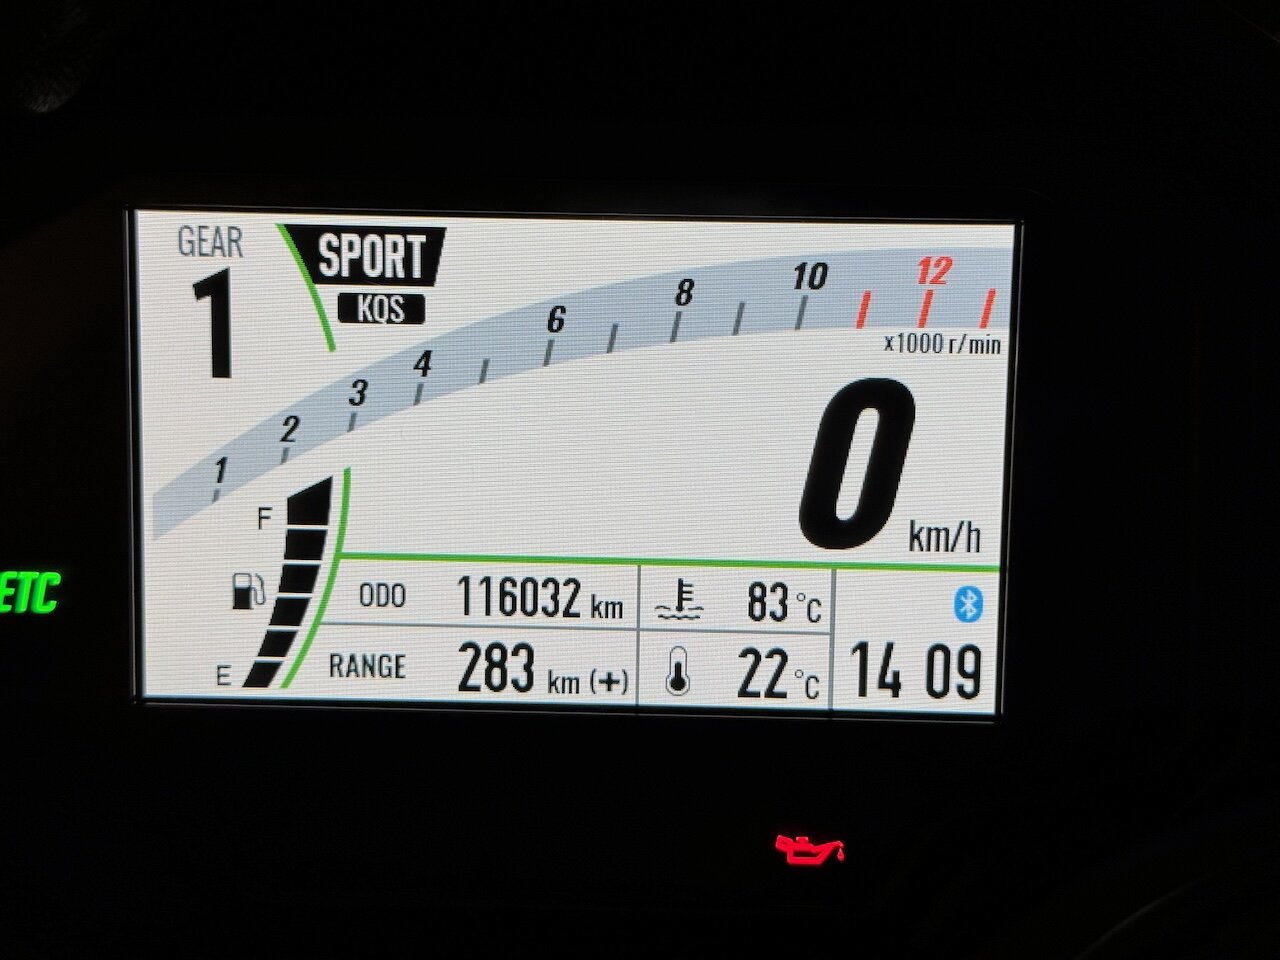 GEAR
SPORT
1
KQS
1 2 3 4 6 8 10 12
x1000 r/min
0
km/h
F
E
ETC
ODO 116032 km
83 °C
RANGE 283 km (+)
22 °C
14 09